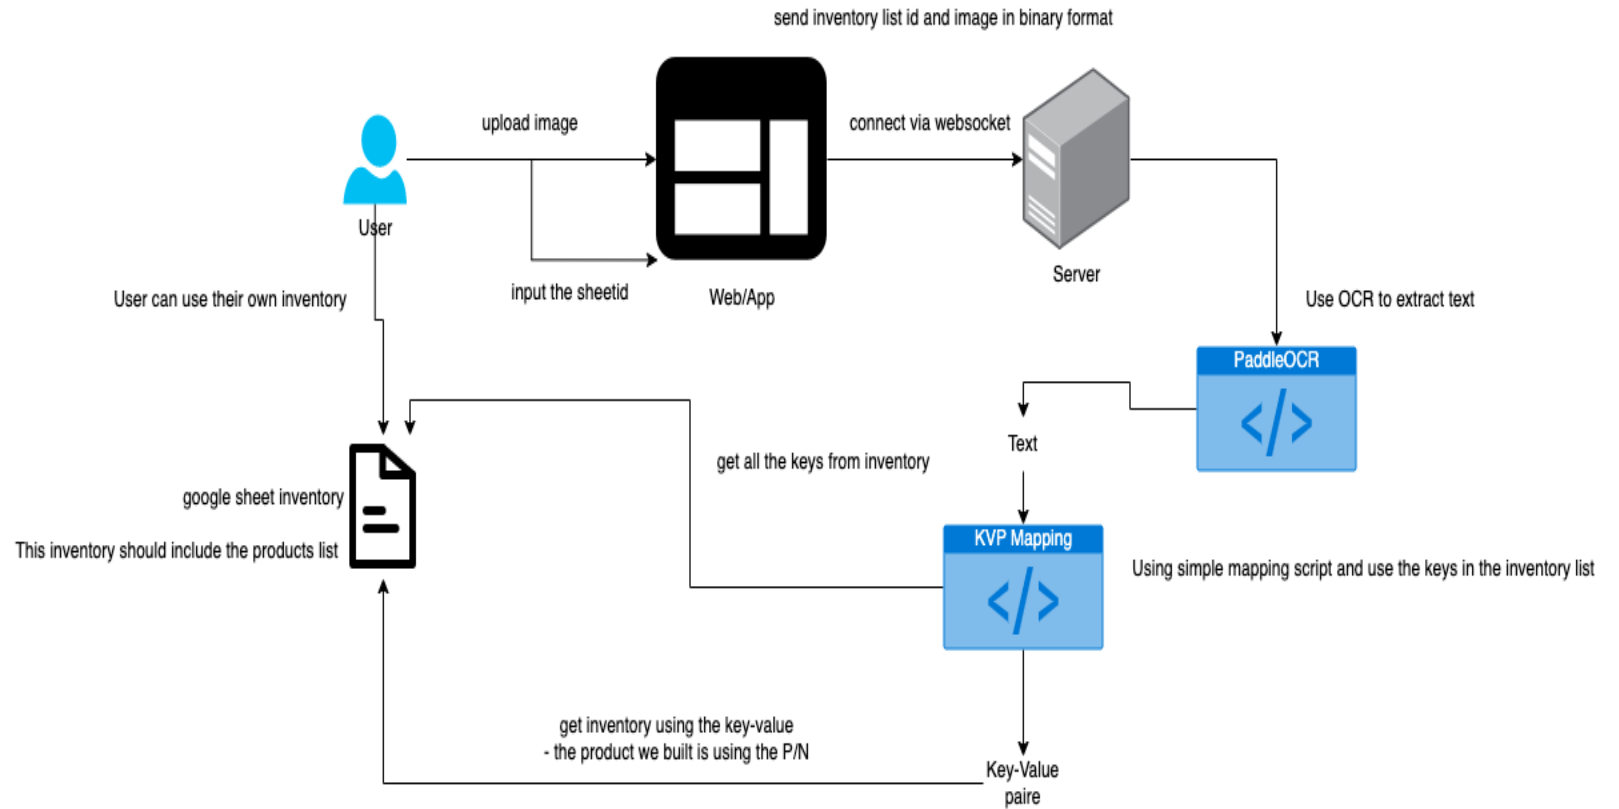 send inventory list id and image in binary format
upload image
connect via websocket
User
Server
input the sheetid
Web/App
User can use their own inventory
Use OCR to extract text
PaddleOCR
</>
Text
get all the keys from inventory
google sheet inventory
This inventory should include the products list
KVP Mapping
</>
Using simple mapping script and use the keys in the inventory list
get inventory using the key-value
- the product we built is using the P/N
Key-Value
paire